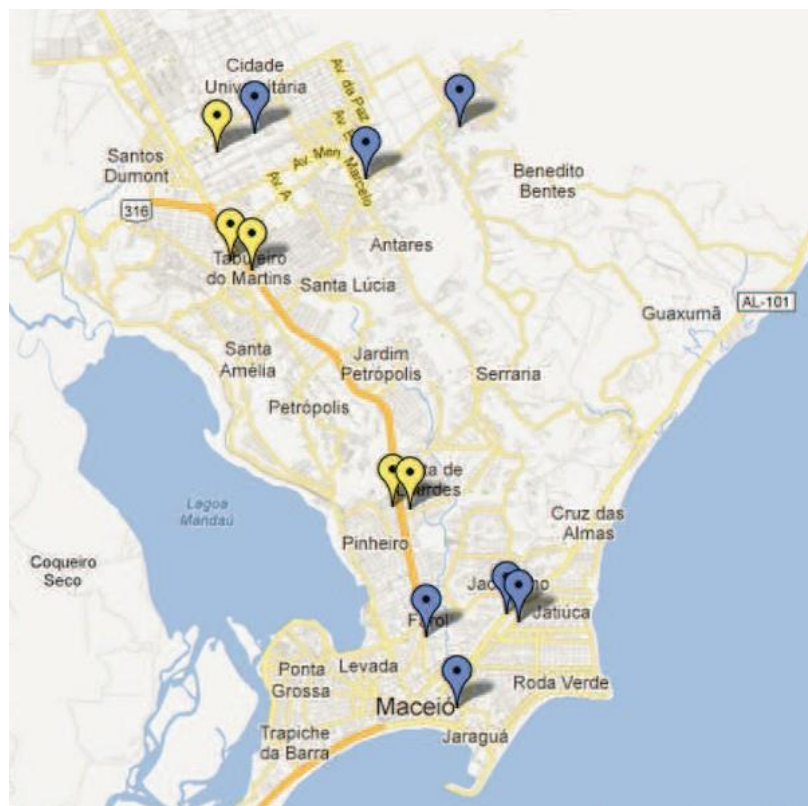 Cidade
Universitária
Av. da Paz
Santos
Dumont
Av. Men
Marcelo
Av. A
Benedito
Bentes
316
Antares
Tabuleiro
do Martins
Santa Lúcia
AL-101
Guaxumã
Santa
Amélia
Jardim
Petrópolis
Serraria
Petrópolis
Lagoa
Mandaú
de
Cruz das
Almas
Pinheiro
Coqueiro
Seco
Jatiúca
Farol
Levada
Ponta
Grossa
Roda Verde
Maceió
Trapiche
da Barra
Jaraguá